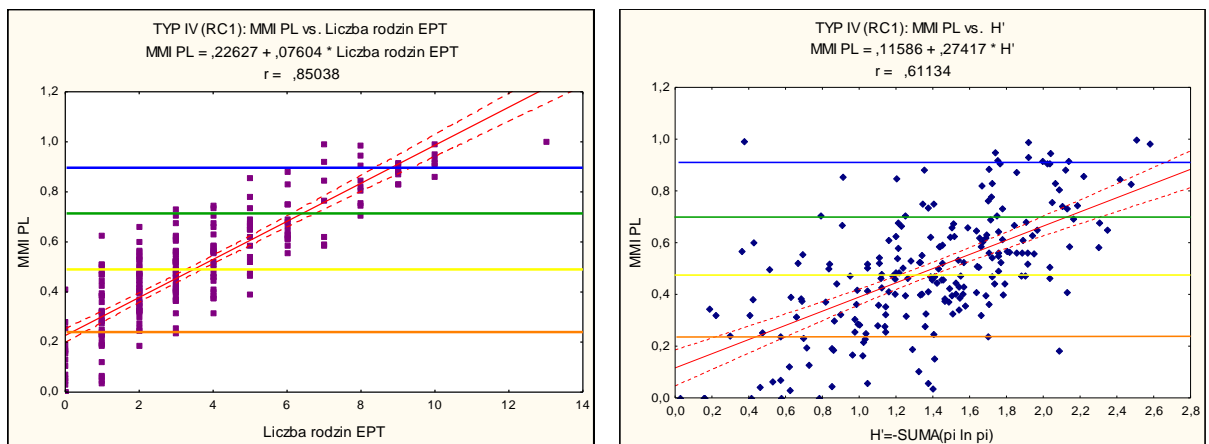 TYP IV (RC1): MMI PL vs. Liczba rodzin EPT
MMI PL = ,22627 + ,07604 * Liczba rodzin EPT
r = ,85038
1,2
1,0
0,8
0,6
0,4
0,2
0,0
MMI PL
0 2 4 6 8 10 12 14
Liczba rodzin EPT
TYP IV (RC1): MMI PL vs. H'
MMI PL = ,11586 + ,27417 * H'
r = ,61134
1,2
1,0
0,8
0,6
0,4
0,2
0,0
MMI PL
0,0 0,2 0,4 0,6 0,8 1,0 1,2 1,4 1,6 1,8 2,0 2,2 2,4 2,6 2,8
H'=-SUMA(pi ln pi)